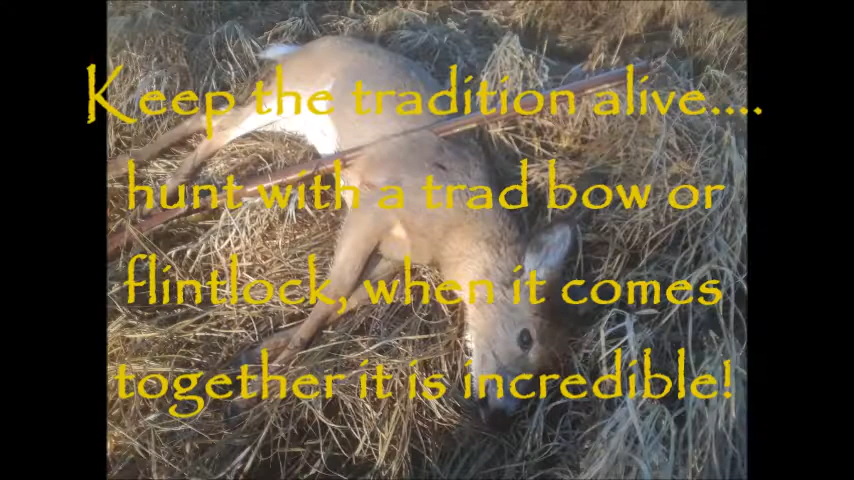 Keep the tradition alive....
hunt with a trad bow or
flintlock, when it comes
together it is incredible!